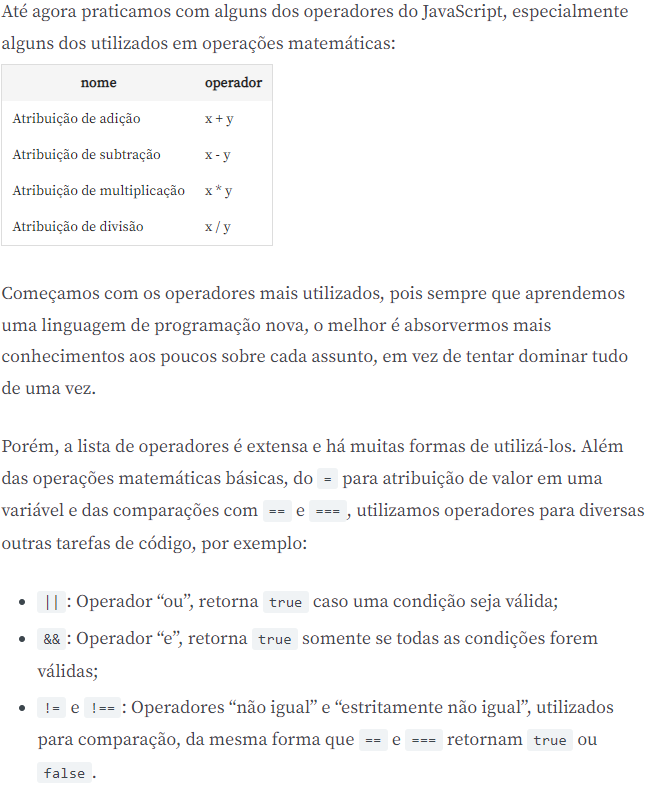 Até agora praticamos com alguns dos operadores do JavaScript, especialmente
alguns dos utilizados em operações matemáticas:
nome operador
Atribuição de adição x + y
Atribuição de subtração x - y
Atribuição de multiplicação x * y
Atribuição de divisão x / y
Começamos com os operadores mais utilizados, pois sempre que aprendemos
uma linguagem de programação nova, o melhor é absorvermos mais
conhecimentos aos poucos sobre cada assunto, em vez de tentar dominar tudo
de uma vez.
Porém, a lista de operadores é extensa e há muitas formas de utilizá-los. Além
das operações matemáticas básicas, do = para atribuição de valor em uma
variável e das comparações com == e ===, utilizamos operadores para diversas
outras tarefas de código, por exemplo:
• ||: Operador “ou”, retorna true caso uma condição seja válida;
• &&: Operador “e”, retorna true somente se todas as condições forem
válidas;
• != e !==: Operadores “não igual” e “estritamente não igual”, utilizados
para comparação, da mesma forma que == e === retornam true ou
false.